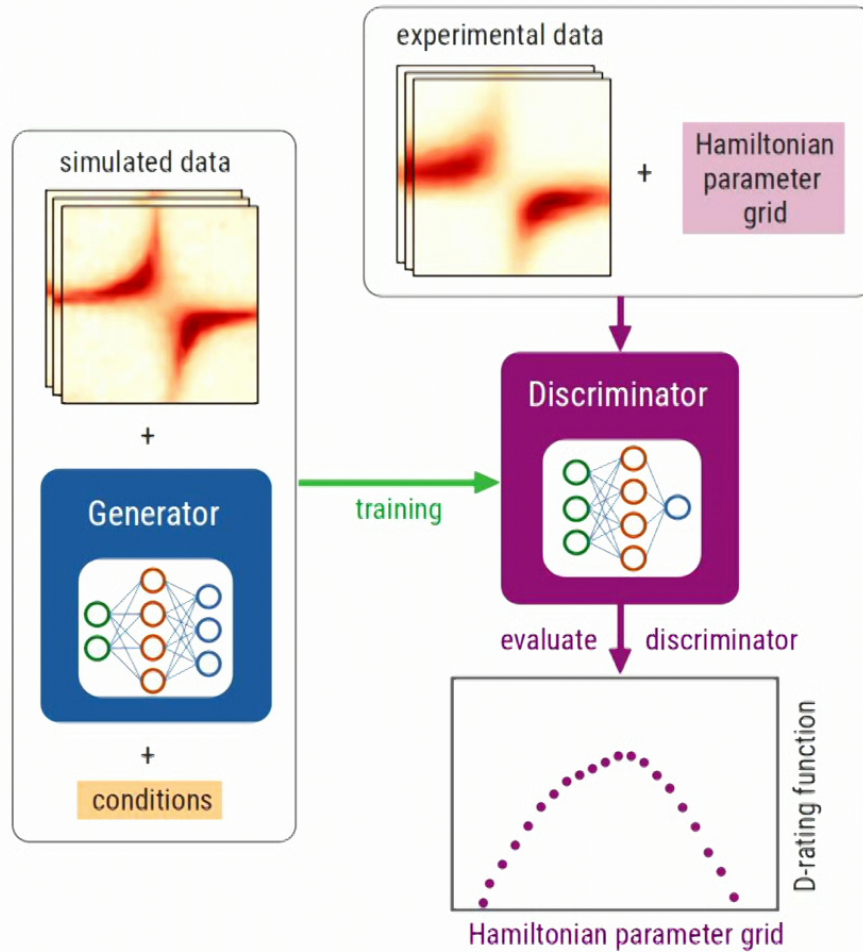 experimental data
+
Hamiltonian
parameter
grid
simulated data
+
Generator
+
conditions
training
Discriminator
evaluate discriminator
D-rating function
Hamiltonian parameter grid